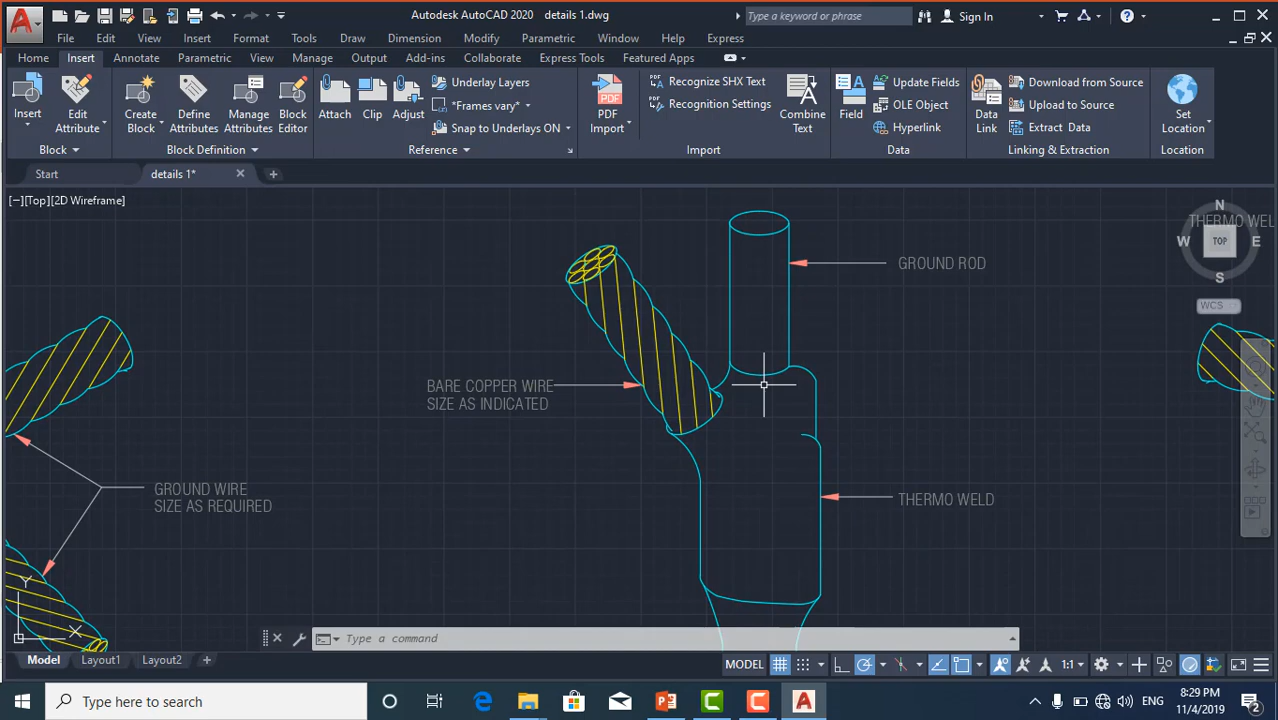 Autodesk AutoCAD 2020 details 1.dwg
Type a keyword or phrase
Sign In
File Edit View Insert Format Tools Draw Dimension Modify Parametric Window Help Express
Home Insert Annotate Parametric View Manage Output Add-ins Collaborate Express Tools Featured Apps
Insert
Edit
Attribute
Block
Create
Block
Define
Attributes
Manage
Attributes
Block
Editor
Block Definition
Attach
Clip
Adjust
Underlay Layers
*Frames vary*
Snap to Underlays ON
Reference
PDF
PDF
Import
Recognize SHX Text
Recognition Settings
Combine
Text
Import
Field
Update Fields
OLE Object
Hyperlink
Data
Data
Link
Download from Source
Upload to Source
Extract Data
Linking & Extraction
Set
Location
Location
Start
details 1*
[−][Top][2D Wireframe]
N
W
TOP
E
S
WCS
THERMO WEL
GROUND ROD
BARE COPPER WIRE
SIZE AS INDICATED
GROUND WIRE
SIZE AS REQUIRED
THERMO WELD
Y
X
Type a command
Model Layout1 Layout2
MODEL
1:1
Type here to search
ENG
8:29 PM
11/4/2019
2